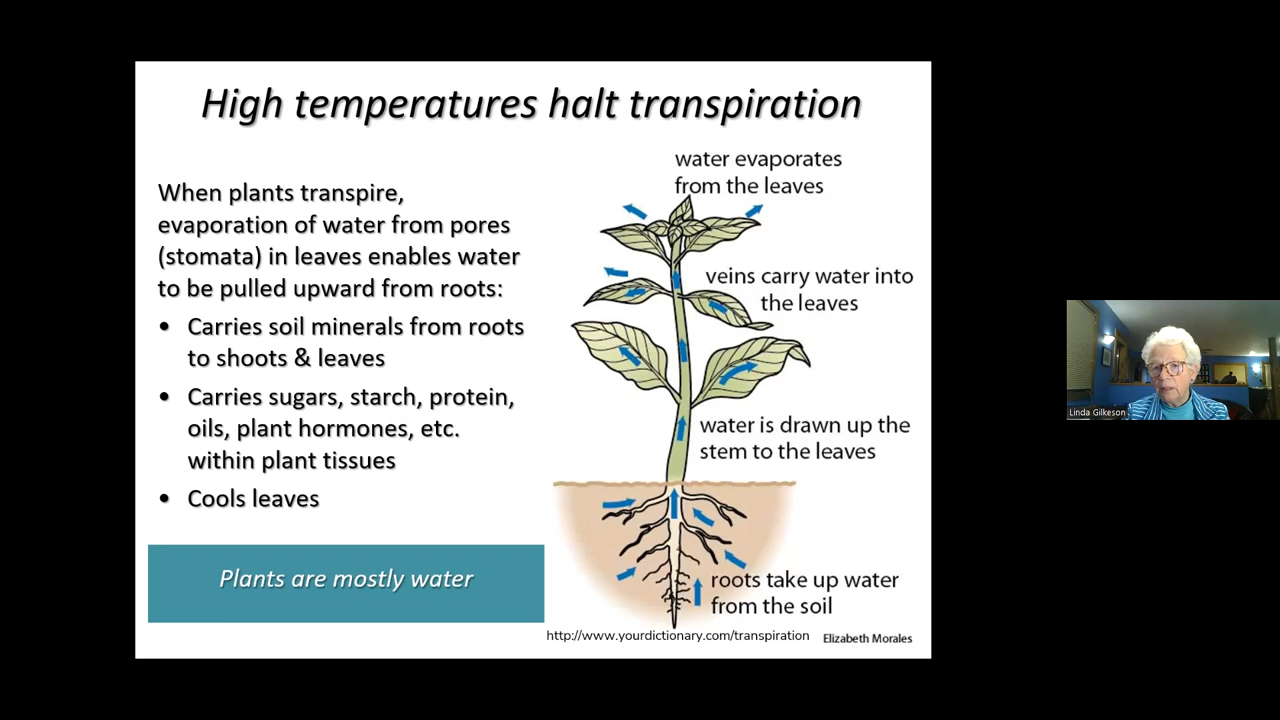 High temperatures halt transpiration
When plants transpire,
evaporation of water from pores
(stomata) in leaves enables water
to be pulled upward from roots:
• Carries soil minerals from roots
to shoots & leaves
• Carries sugars, starch, protein,
oils, plant hormones, etc.
within plant tissues
• Cools leaves
Plants are mostly water
water evaporates
from the leaves
veins carry water into
the leaves
water is drawn up the
stem to the leaves
roots take up water
from the soil
http://www.yourdictionary.com/transpiration
Elizabeth Morales
Linda Gilkeson